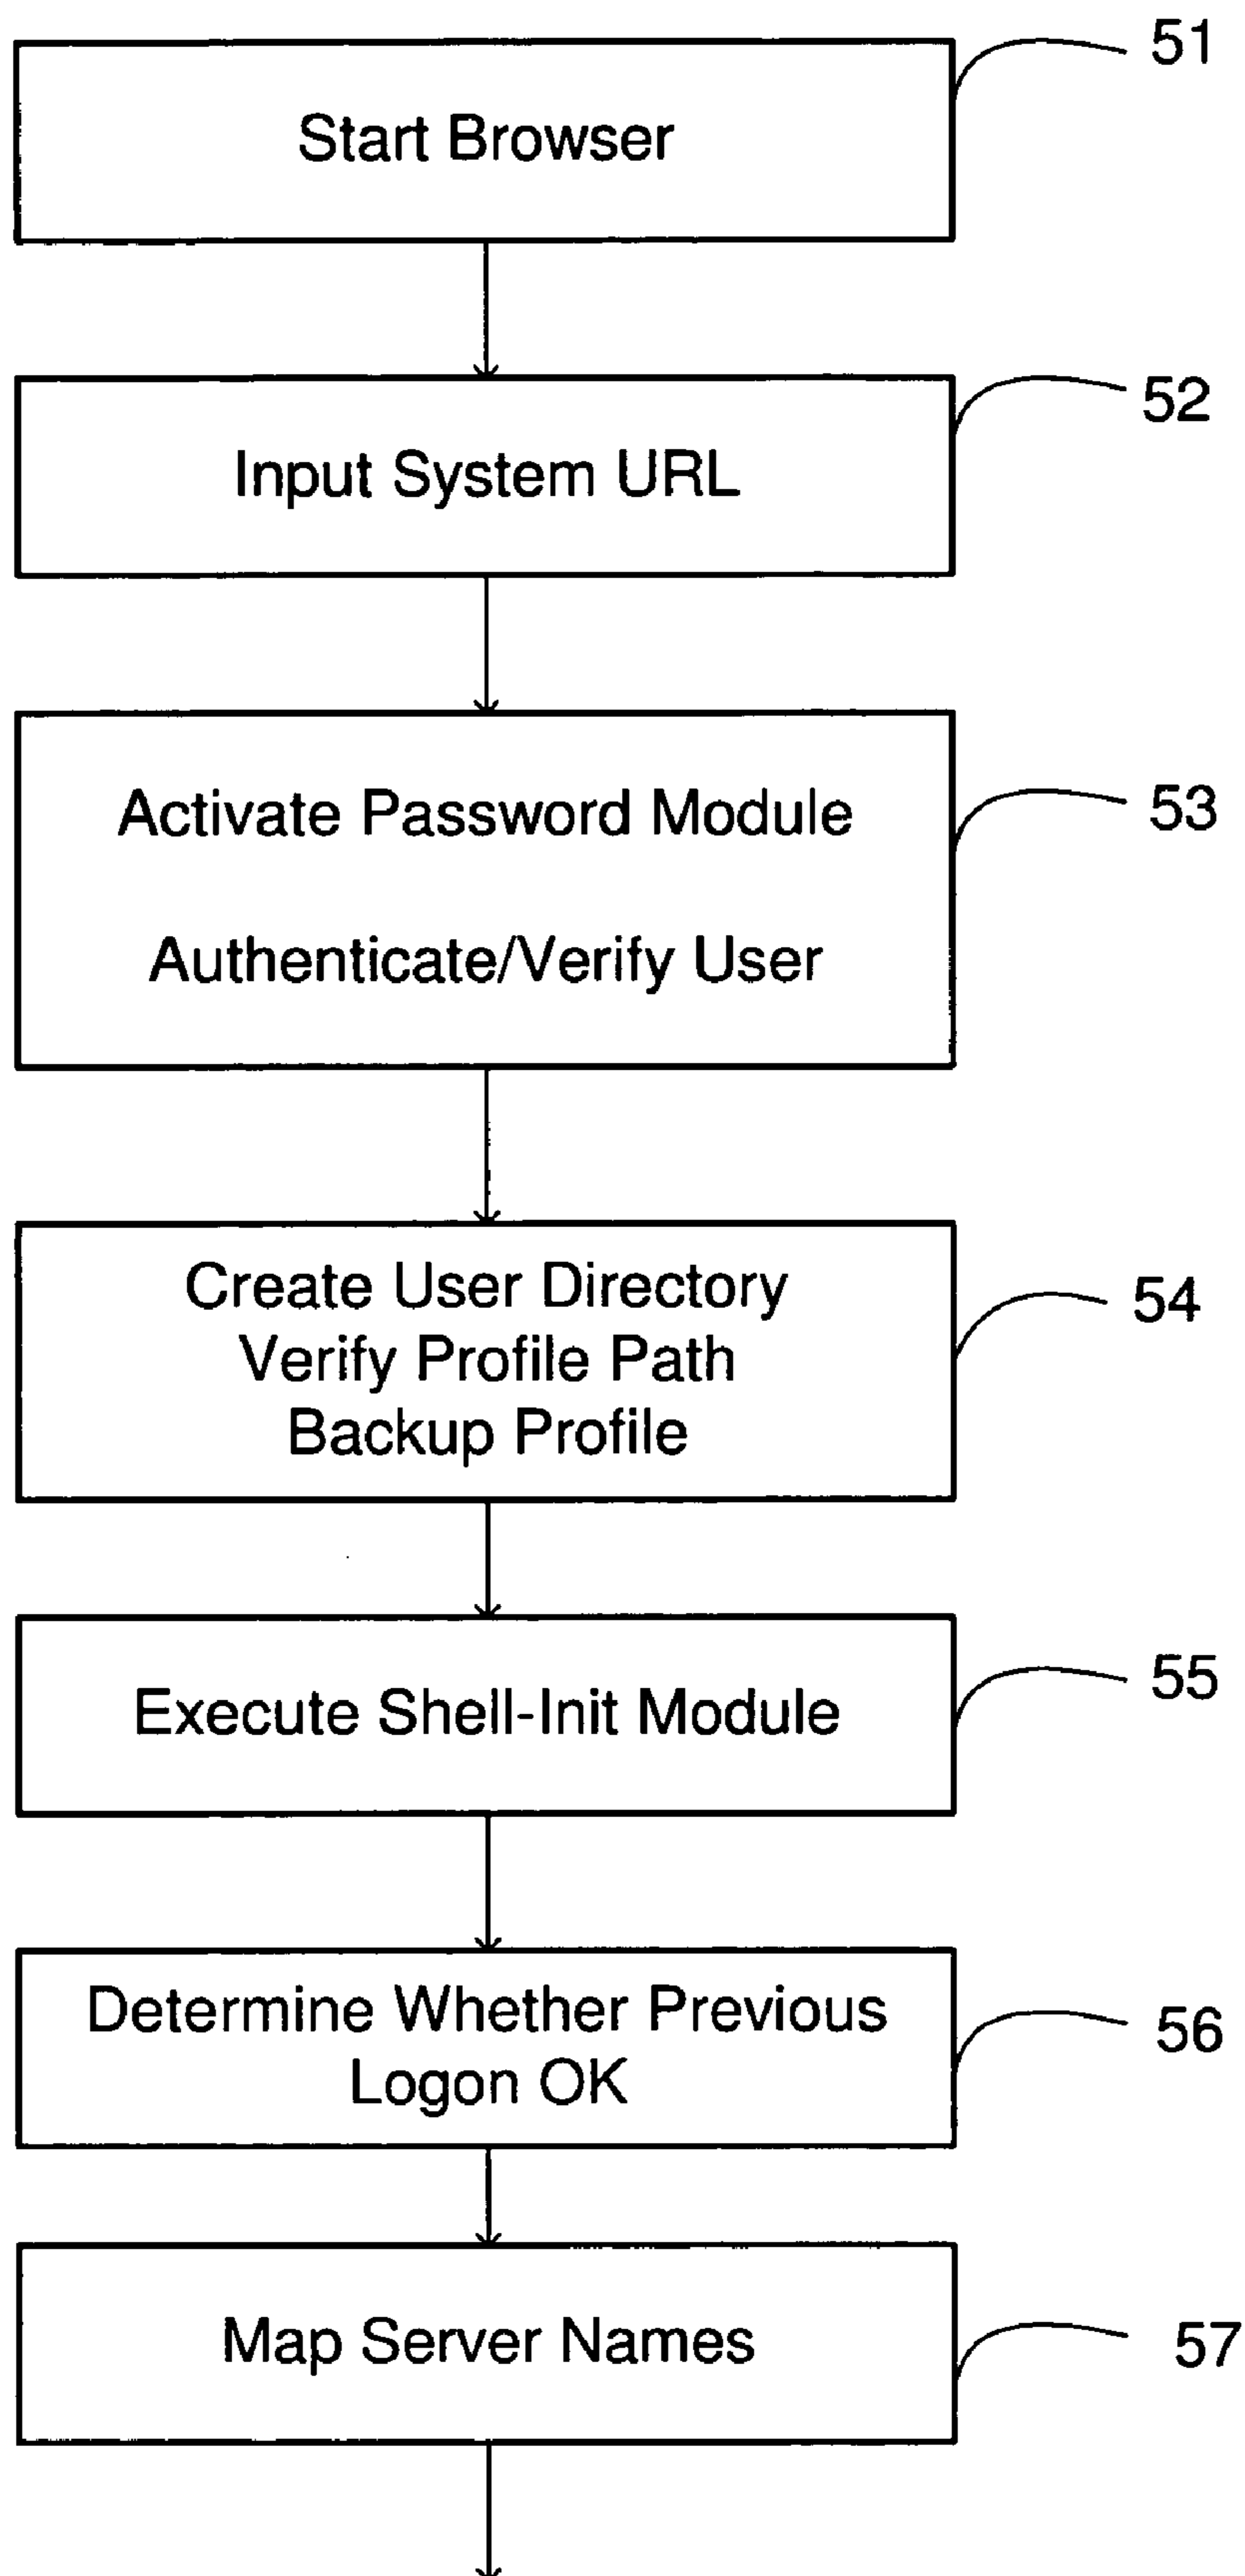 Start Browser
51
Input System URL
52
Activate Password Module
53
Authenticate/Verify User
Create User Directory
54
Verify Profile Path
Backup Profile
Execute Shell-Init Module
55
Determine Whether Previous
56
Logon OK
Map Server Names
57